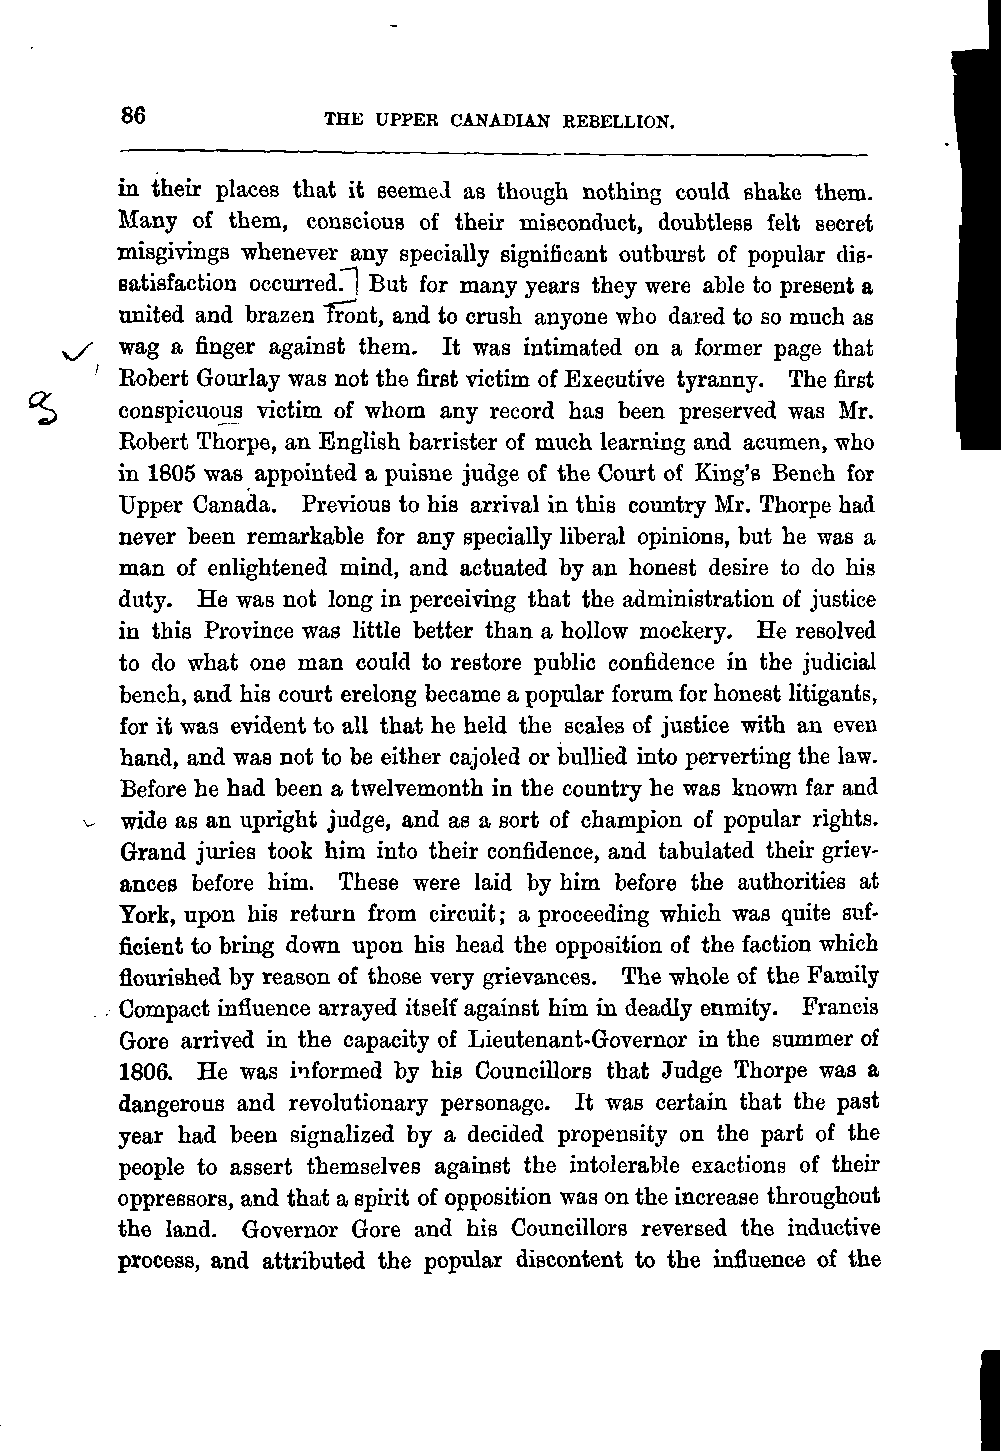 86
THE UPPER CANADIAN REBELLION.
in their places that it seemed as though nothing could shake them.
Many of them, conscious of their misconduct, doubtless felt secret
misgivings whenever any specially significant outburst of popular dis-
satisfaction occurred. But for many years they were able to present a
united and brazen front, and to crush anyone who dared to so much as
wag a finger against them. It was intimated on a former page that
Robert Gourlay was not the first victim of Executive tyranny. The first
conspicuous victim of whom any record has been preserved was Mr.
Robert Thorpe, an English barrister of much learning and acumen, who
in 1805 was appointed a puisne judge of the Court of King's Bench for
Upper Canada. Previous to his arrival in this country Mr. Thorpe had
never been remarkable for any specially liberal opinions, but he was a
man of enlightened mind, and actuated by an honest desire to do his
duty. He was not long in perceiving that the administration of justice
in this Province was little better than a hollow mockery. He resolved
to do what one man could to restore public confidence in the judicial
bench, and his court erelong became a popular forum for honest litigants,
for it was evident to all that he held the scales of justice with an even
hand, and was not to be either cajoled or bullied into perverting the law.
Before he had been a twelvemonth in the country he was known far and
wide as an upright judge, and as a sort of champion of popular rights.
Grand juries took him into their confidence, and tabulated their griev-
ances before him. These were laid by him before the authorities at
York, upon his return from circuit; a proceeding which was quite suf-
ficient to bring down upon his head the opposition of the faction which
flourished by reason of those very grievances. The whole of the Family
Compact influence arrayed itself against him in deadly enmity. Francis
Gore arrived in the capacity of Lieutenant-Governor in the summer of
1806. He was informed by his Councillors that Judge Thorpe was a
dangerous and revolutionary personage. It was certain that the past
year had been signalized by a decided propensity on the part of the
people to assert themselves against the intolerable exactions of their
oppressors, and that a spirit of opposition was on the increase throughout
the land. Governor Gore and his Councillors reversed the inductive
process, and attributed the popular discontent to the influence of the